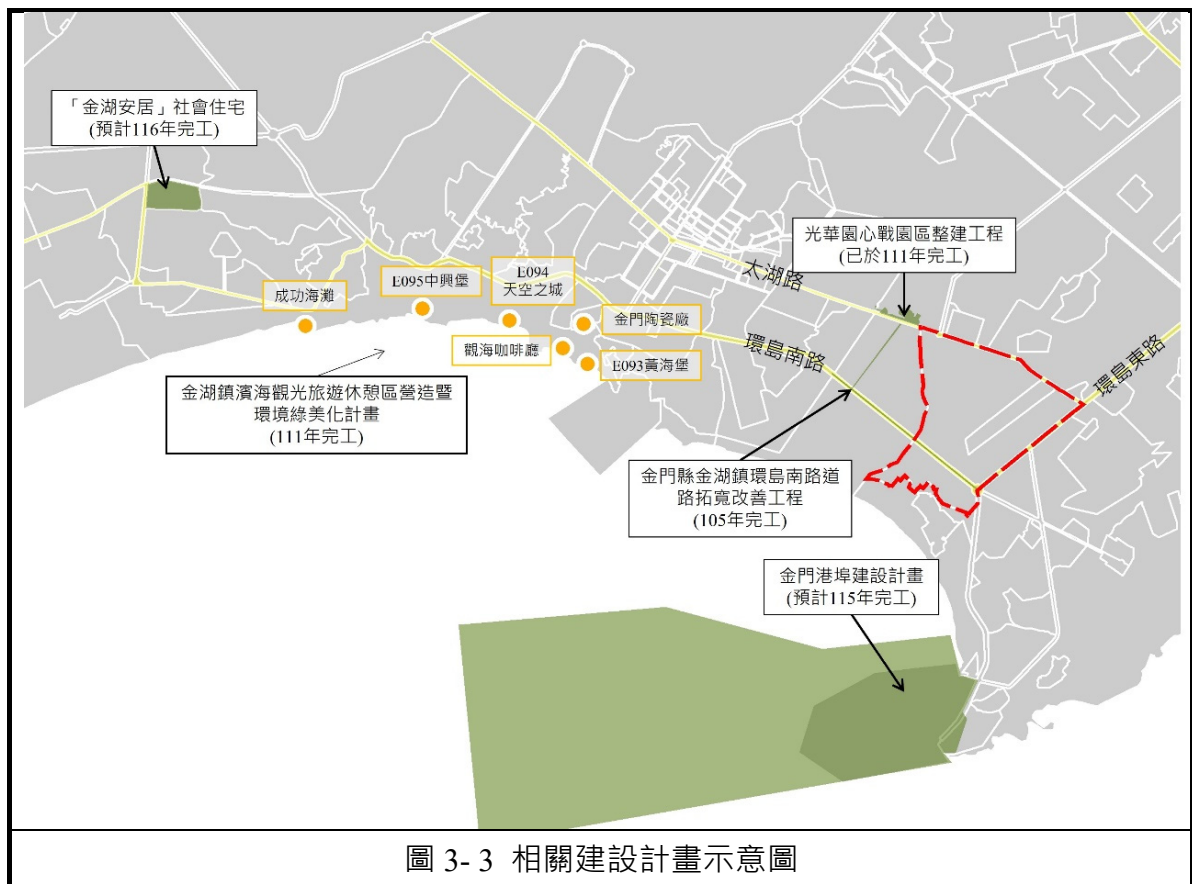 「金湖安居」社會住宅
(預計116年完工)
光華園心戰園區整建工程
(已於111年完工)
太湖路
E094
天空之城
E095中興堡
成功海灘
金門陶瓷廠
環島南路
觀海咖啡廳
E093黃海堡
環島東路
金湖鎮濱海觀光旅遊休憩區營造暨
環境綠美化計畫
(111年完工)
金門縣金湖鎮環島南路道
路拓寬改善工程
(105年完工)
金門港埠建設計畫
(預計115年完工)
圖 3- 3 相關建設計畫示意圖